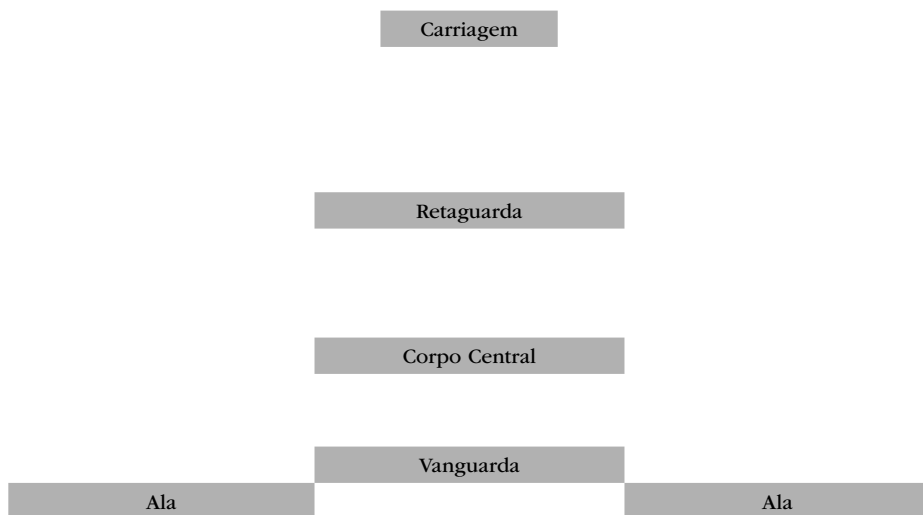 Carriagem
Retaguarda
Corpo Central
Vanguarda
Ala
Ala